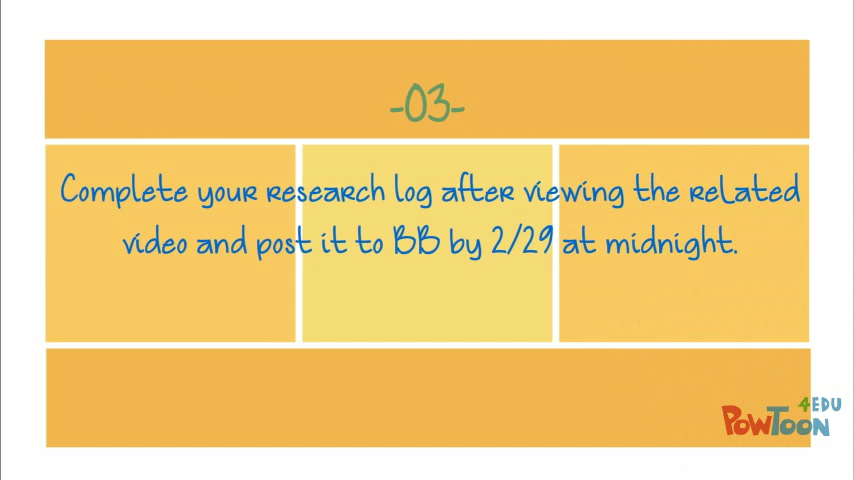 -03-
Complete your research log after viewing the related
video and post it to BB by 2/29 at midnight.
4EDU
POWTOON